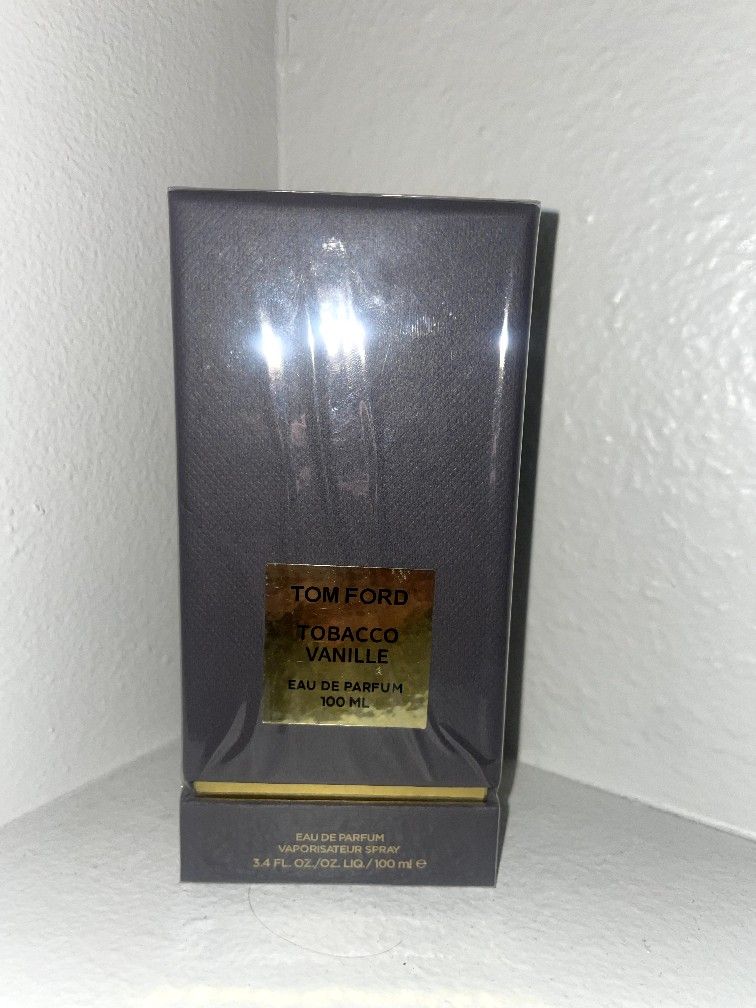 TOM FORD
TOBACCO
VANILLE
EAU DE PARFUM
100 ML
EAU DE PARFUM
VAPORISATEUR SPRAY
3.4 FL. OZ./OZ. LIQ./100 ml ℮